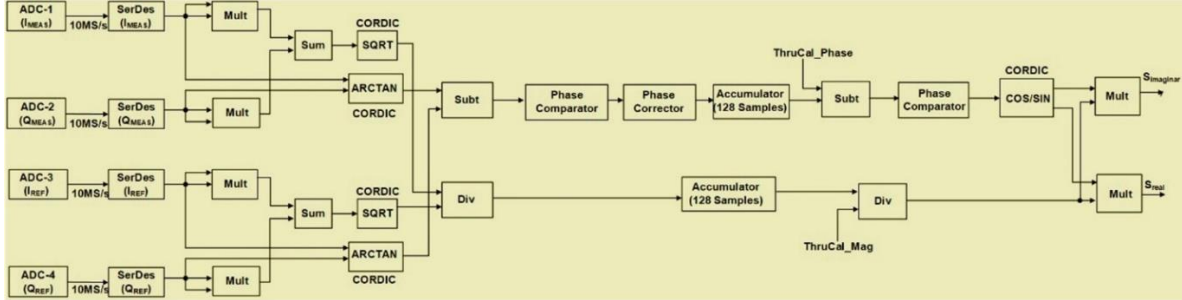 ADC-1
(IMEAS)
10MS/s
SerDes
(IMEAS)
Mult
Sum
CORDIC
SQRT
ARCTAN
CORDIC
ADC-2
(QMEAS)
10MS/s
SerDes
(QMEAS)
Mult
Subt
Phase
Comparator
Phase
Corrector
Accumulator
(128 Samples)
ThruCal_Phase
Subt
Phase
Comparator
CORDIC
COS/SIN
Mult
Simaginar
ADC-3
(IREF)
10MS/s
SerDes
(IREF)
Mult
Sum
CORDIC
SQRT
ARCTAN
CORDIC
ADC-4
(QREF)
10MS/s
SerDes
(QREF)
Mult
Div
Accumulator
(128 Samples)
Div
ThruCal_Mag
Mult
Sreal